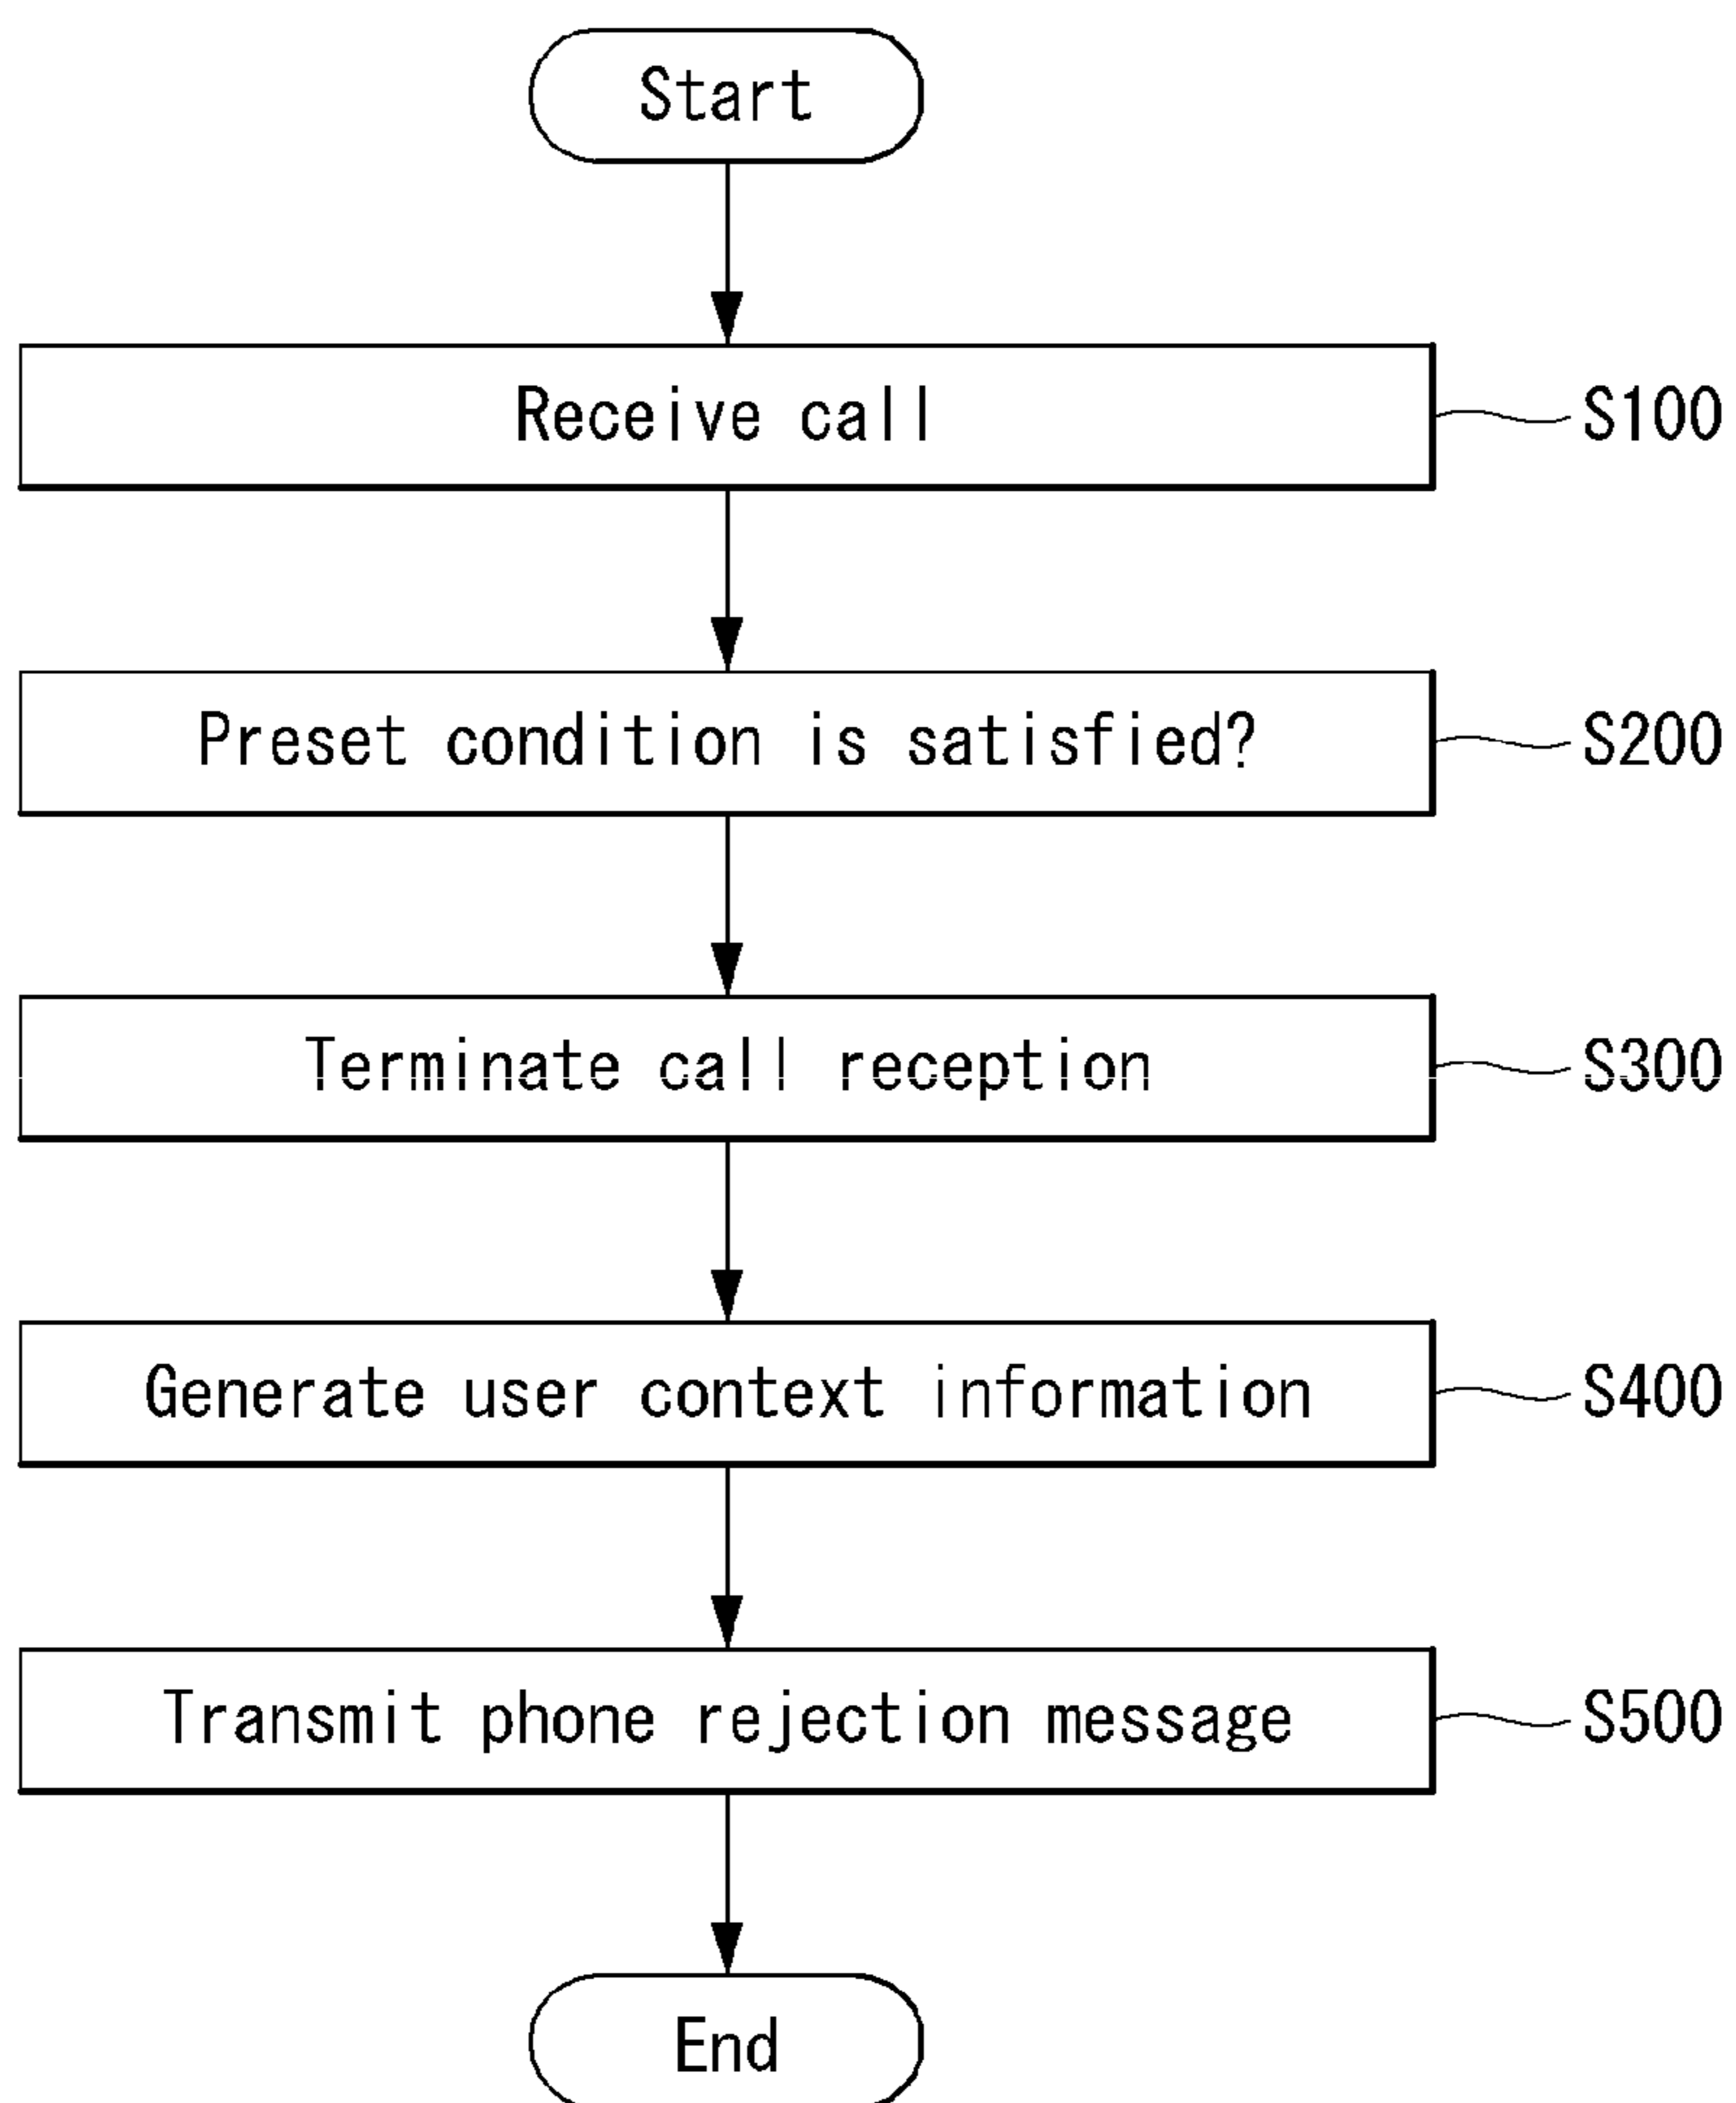 Start
Receive call S100
Preset condition is satisfied? S200
Terminate call reception S300
Generate user context information S400
Transmit phone rejection message S500
End